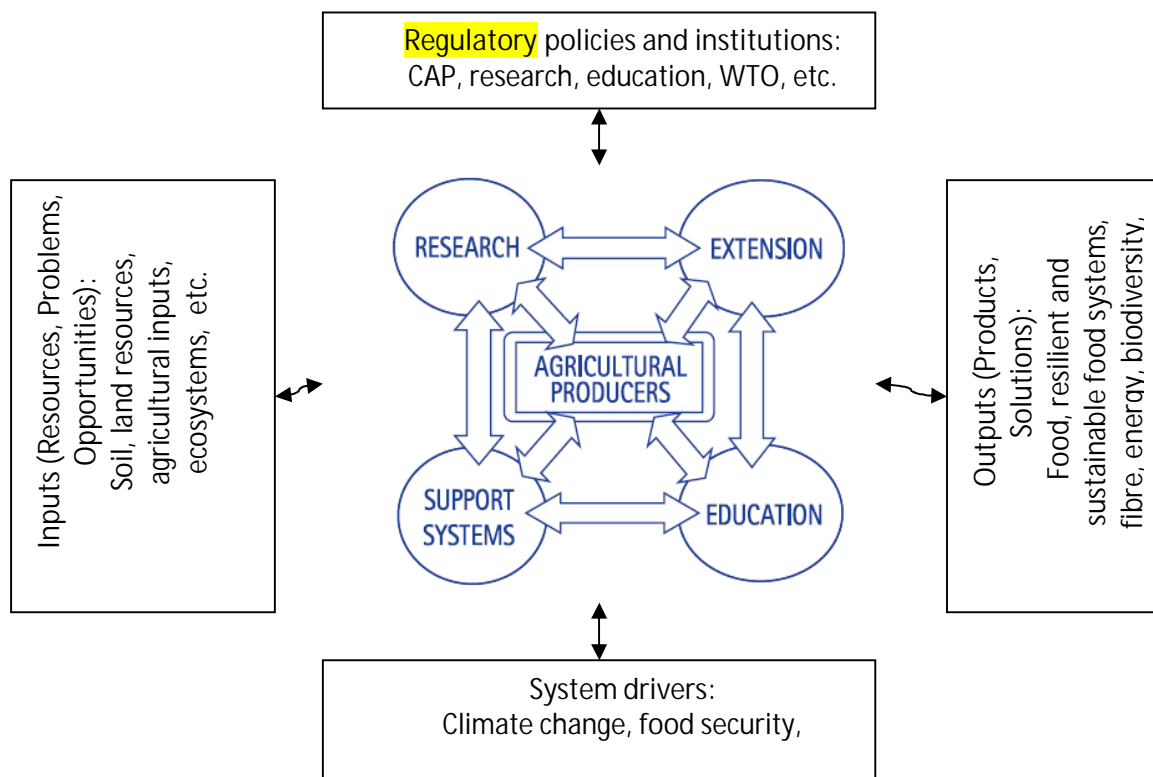 Regulatory policies and institutions:
CAP, research, education, WTO, etc.
Inputs (Resources, Problems,
Opportunities):
Soil, land resources,
agricultural inputs,
ecosystems, etc.
RESEARCH
EXTENSION
AGRICULTURAL
PRODUCERS
SUPPORT
SYSTEMS
EDUCATION
Outputs (Products,
Solutions):
Food, resilient and
sustainable food systems,
fibre, energy, biodiversity,
System drivers:
Climate change, food security,